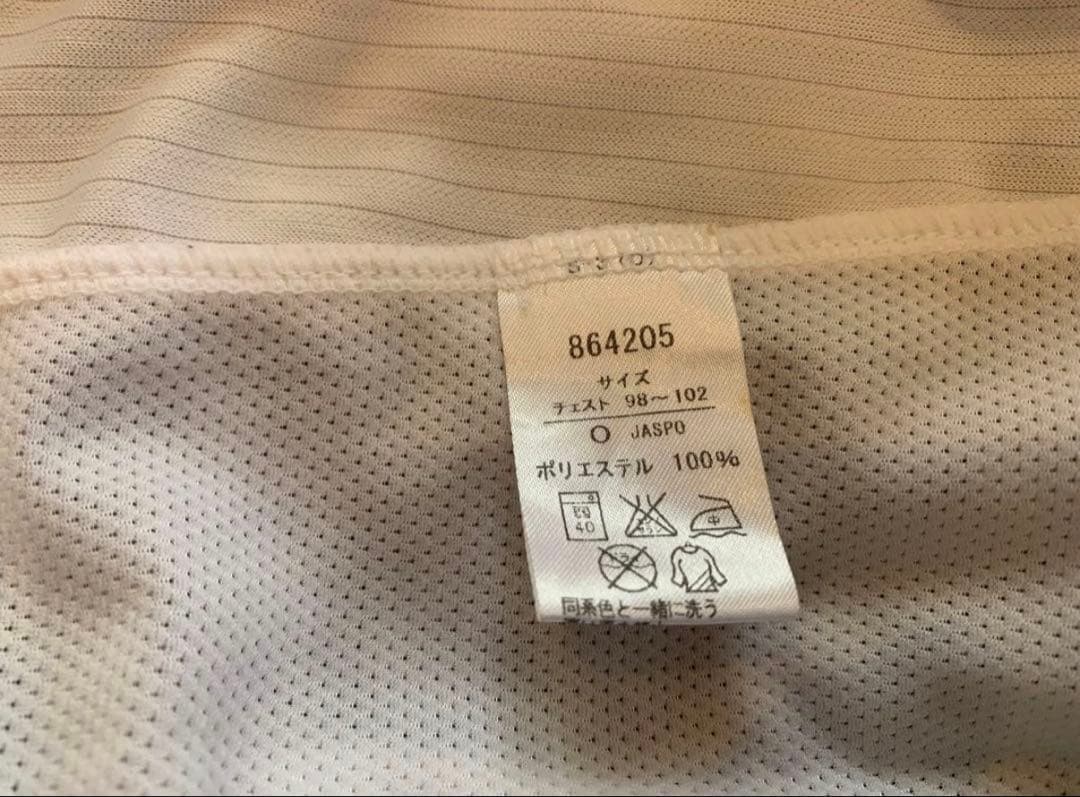 864205
サイズ
チェスト 98～102
O JASPO
ポリエステル 100%
40
中
同系色と一緒に洗う